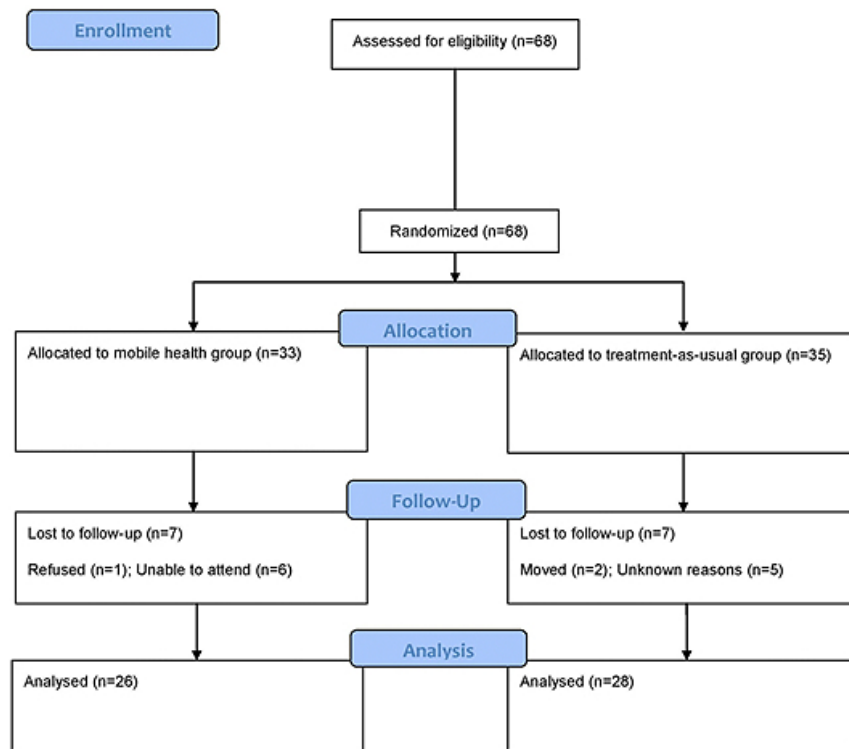 Enrollment
Assessed for eligibility (n=68)
Randomized (n=68)
Allocation
Allocated to mobile health group (n=33)
Allocated to treatment-as-usual group (n=35)
Follow-Up
Lost to follow-up (n=7)
Refused (n=1); Unable to attend (n=6)
Lost to follow-up (n=7)
Moved (n=2); Unknown reasons (n=5)
Analysis
Analysed (n=26)
Analysed (n=28)